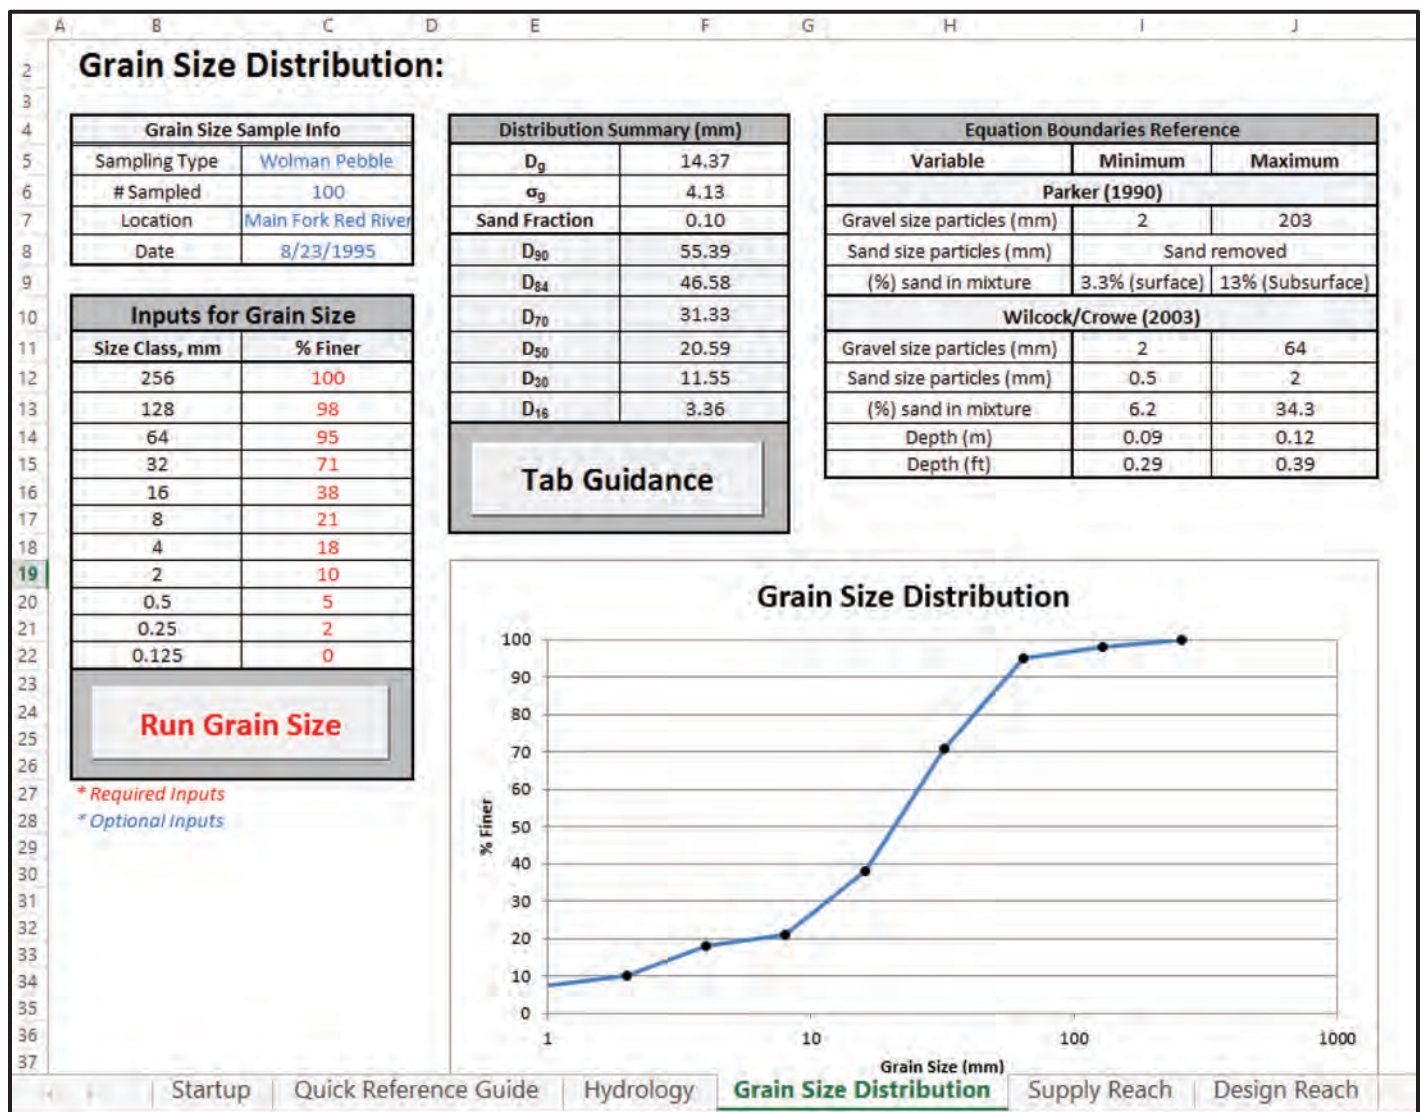 A B C D E F G H I J
2 Grain Size Distribution:
3
4 Grain Size Sample Info Distribution Summary (mm) Equation Boundaries Reference
5 Sampling Type Wolman Pebble Dg 14.37 Variable Minimum Maximum
6 # Sampled 100 σg 4.13 Parker (1990)
7 Location Main Fork Red River Sand Fraction 0.10 Gravel size particles (mm) 2 203
8 Date 8/23/1995 D90 55.39 Sand size particles (mm) Sand removed
9 D84 46.58 (%) sand in mixture 3.3% (surface) 13% (Subsurface)
10 Inputs for Grain Size D70 31.33 Wilcock/Crowe (2003)
11 Size Class, mm % Finer D50 20.59 Gravel size particles (mm) 2 64
12 256 100 D30 11.55 Sand size particles (mm) 0.5 2
13 128 98 D16 3.36 (%) sand in mixture 6.2 34.3
14 64 95 Depth (m) 0.09 0.12
15 32 71 Depth (ft) 0.29 0.39
Tab Guidance
16 16 38
17 8 21
18 4 18
19 2 10
20 0.5 5
21 0.25 2
22 0.125 0
23
24
Run Grain Size
25
26
27 * Required Inputs
28 * Optional Inputs
29
30
31
32
33
34
35
36
37
Grain Size Distribution
100
90
80
70
60
50
40
30
20
10
0
% Finer
1 10 100 1000
Grain Size (mm)
Startup Quick Reference Guide Hydrology Grain Size Distribution Supply Reach Design Reach